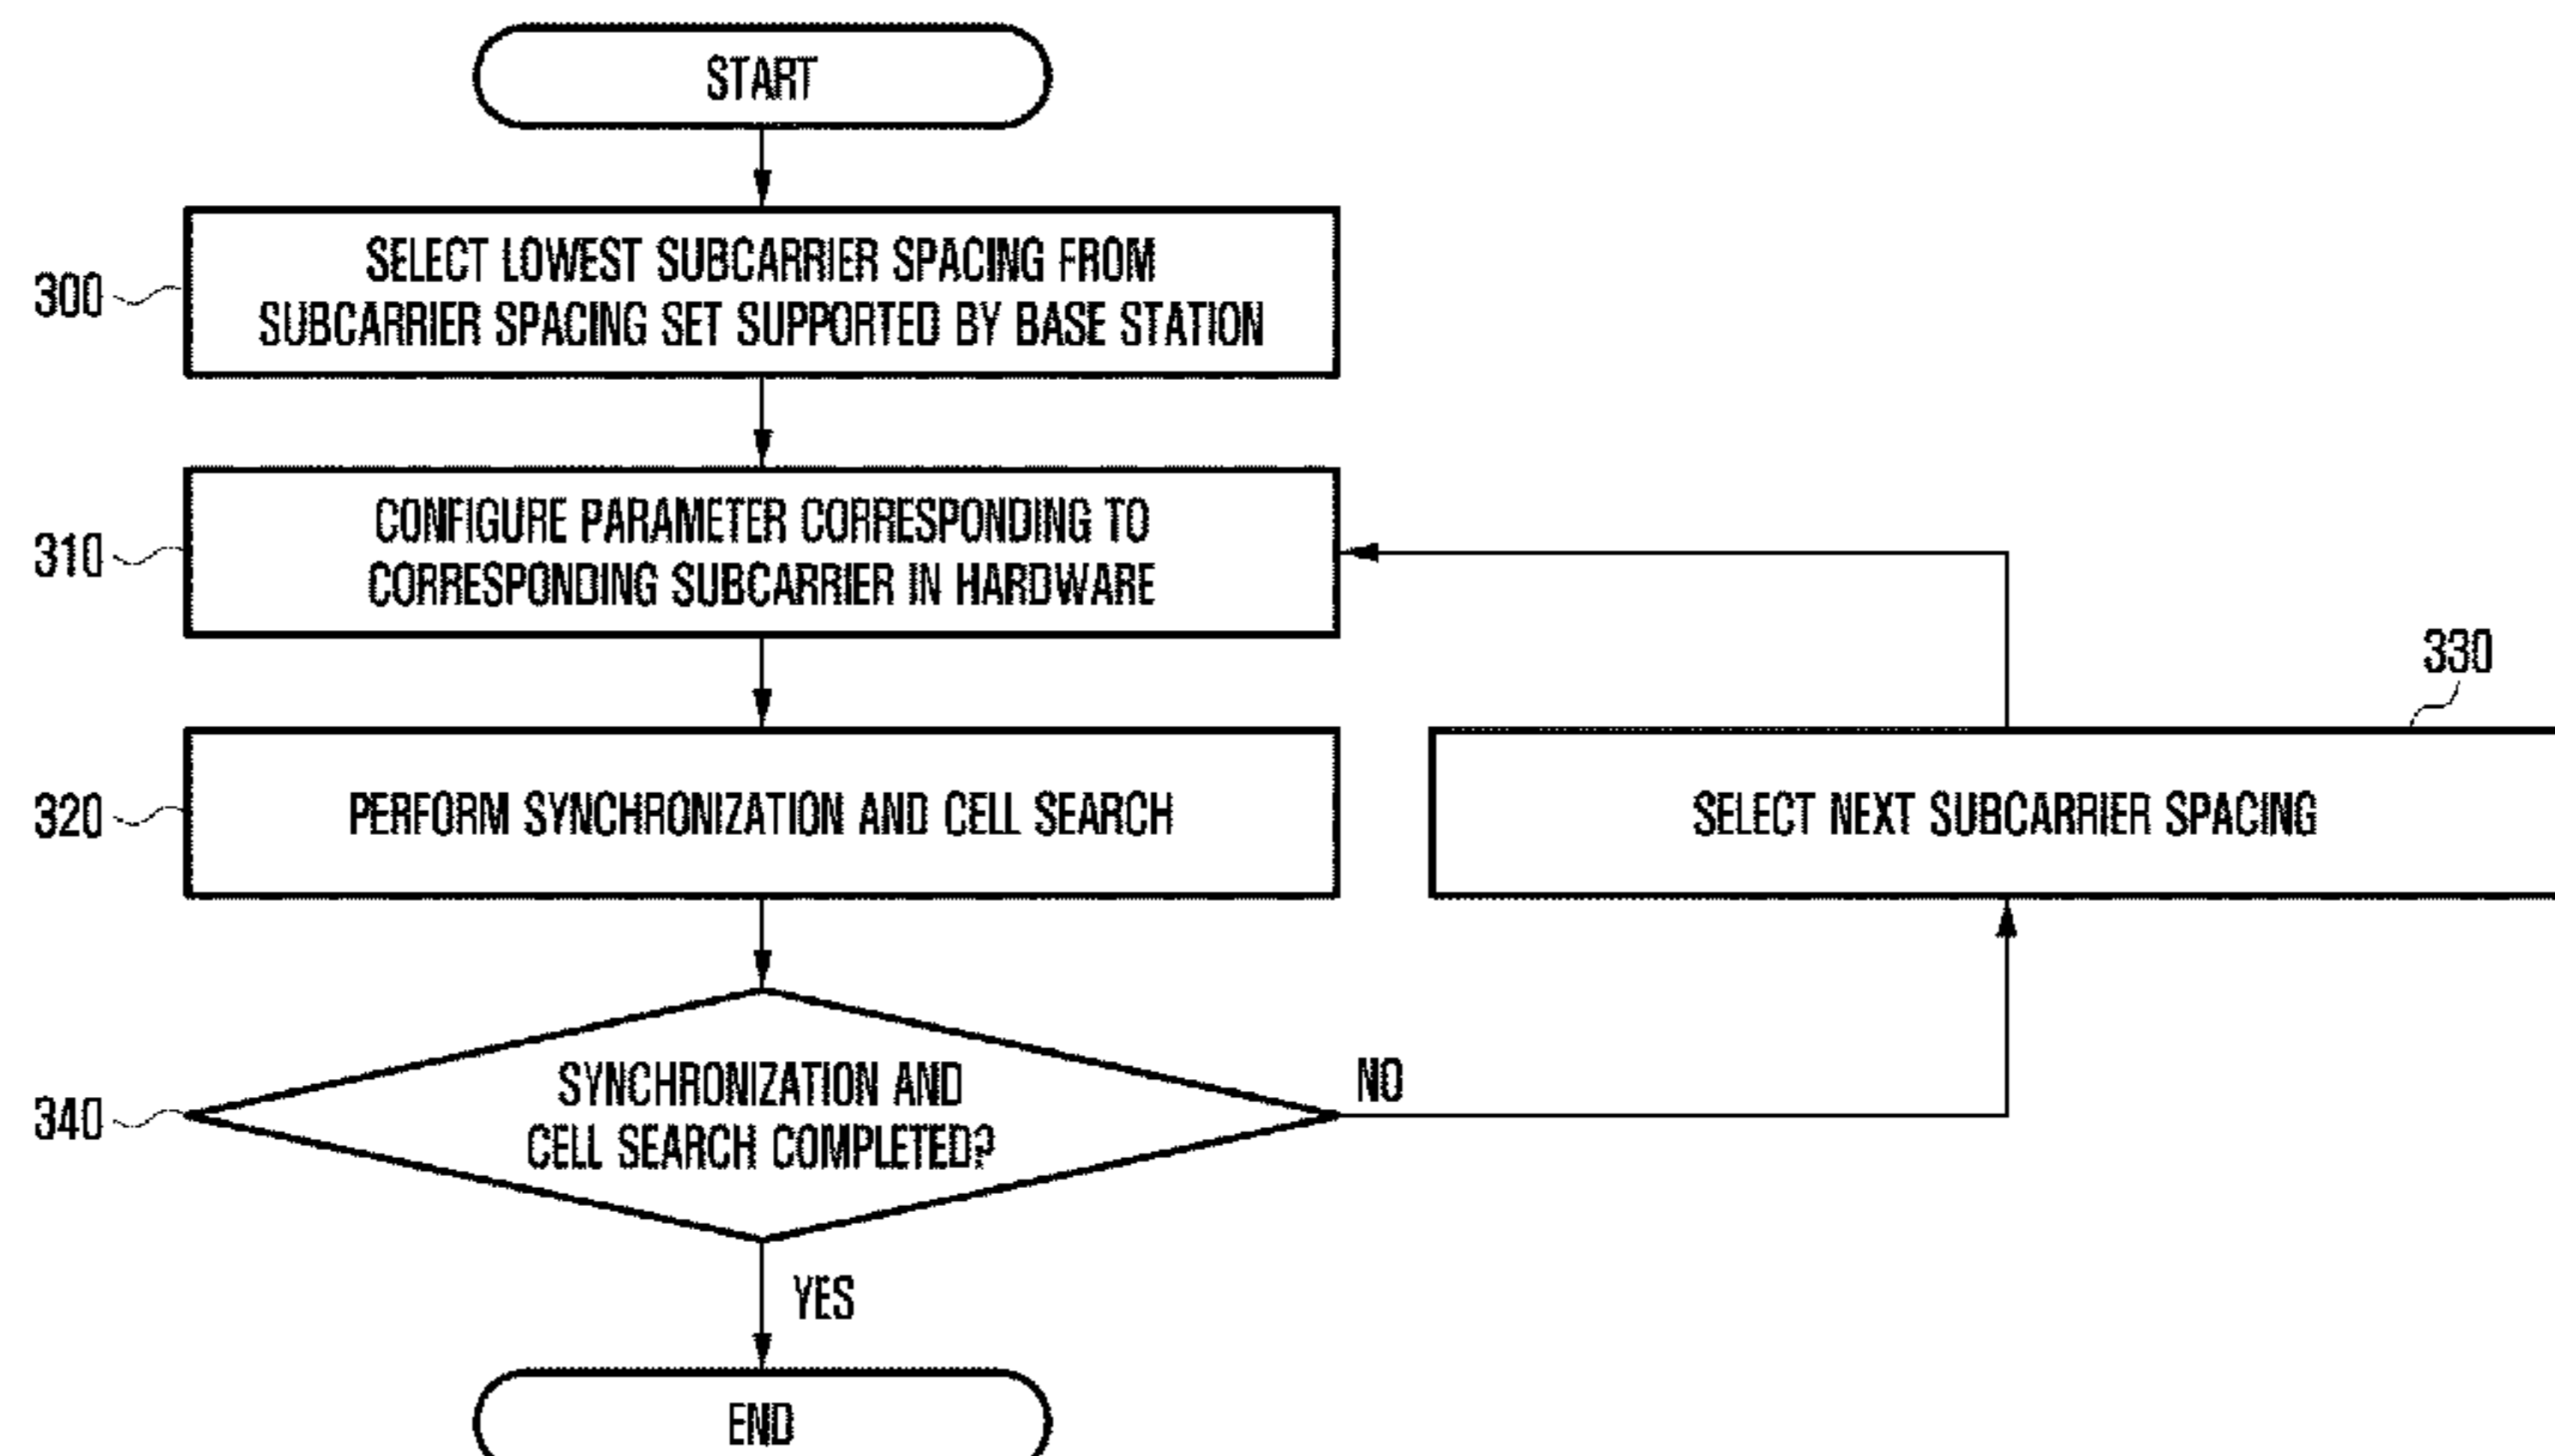 START
300
SELECT LOWEST SUBCARRIER SPACING FROM
SUBCARRIER SPACING SET SUPPORTED BY BASE STATION
310
CONFIGURE PARAMETER CORRESPONDING TO
CORRESPONDING SUBCARRIER IN HARDWARE
330
320
PERFORM SYNCHRONIZATION AND CELL SEARCH
SELECT NEXT SUBCARRIER SPACING
340
SYNCHRONIZATION AND
CELL SEARCH COMPLETED?
NO
YES
END